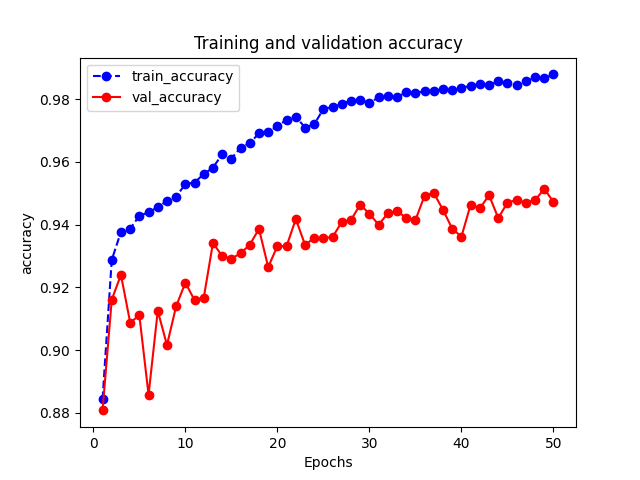 Training and validation accuracy
train_accuracy
val_accuracy
accuracy
0.98
0.96
0.94
0.92
0.90
0.88
0 10 20 30 40 50
Epochs